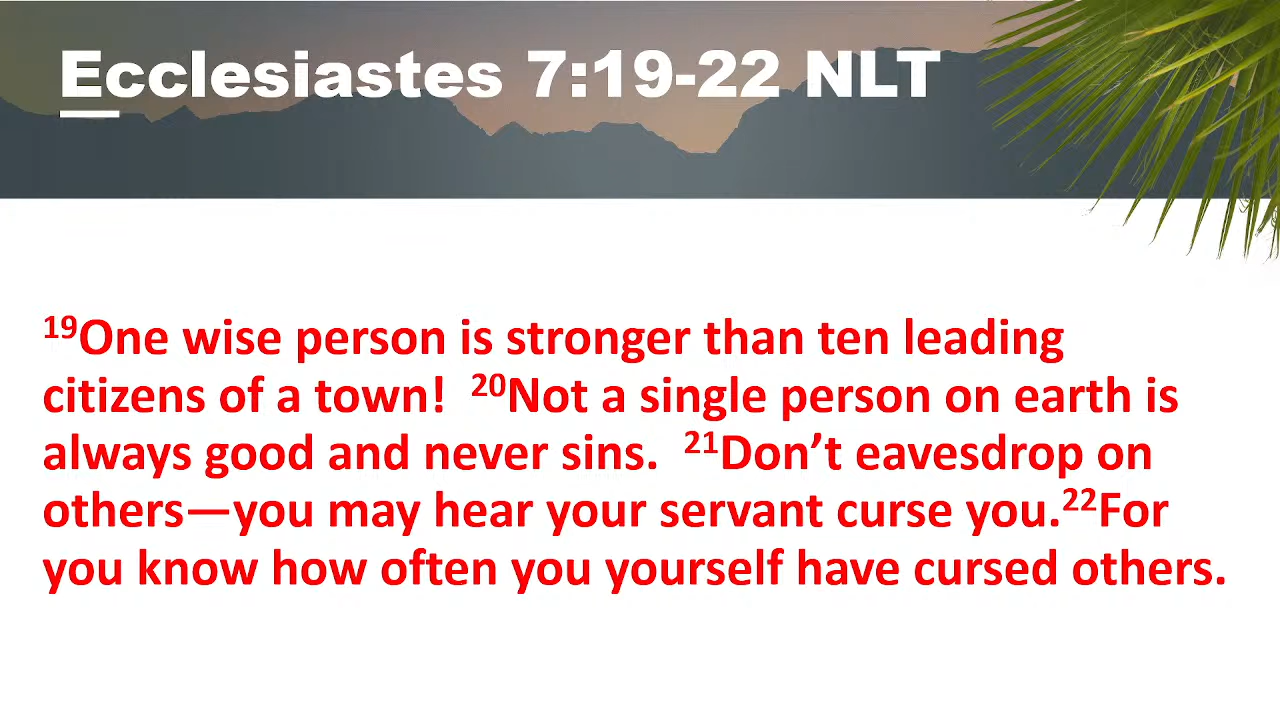 Ecclesiastes 7:19-22 NLT
¹⁹One wise person is stronger than ten leading
citizens of a town! ²⁰Not a single person on earth is
always good and never sins. ²¹Don’t eavesdrop on
others—you may hear your servant curse you.²²For
you know how often you yourself have cursed others.